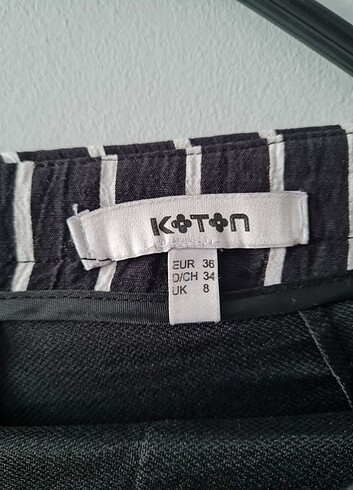 KOTON
EUR 36
D/CH 34
UK 8